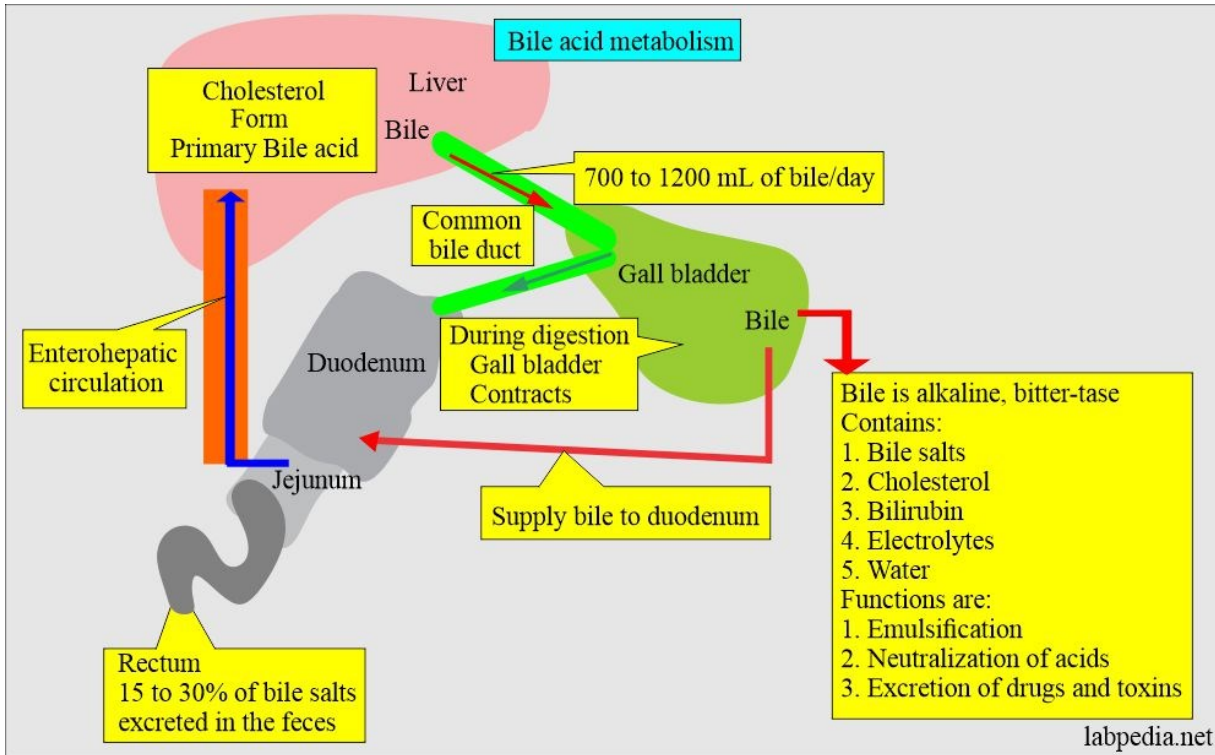 Bile acid metabolism
Liver
Cholesterol
Form
Primary Bile acid
Bile
700 to 1200 mL of bile/day
Common
bile duct
Gall bladder
Bile
During digestion
Gall bladder
Contracts
Enterohepatic
circulation
Duodenum
Jejunum
Supply bile to duodenum
Bile is alkaline, bitter-tase
Contains:
1. Bile salts
2. Cholesterol
3. Bilirubin
4. Electrolytes
5. Water
Functions are:
1. Emulsification
2. Neutralization of acids
3. Excretion of drugs and toxins
Rectum
15 to 30% of bile salts
excreted in the feces
labpedia.net